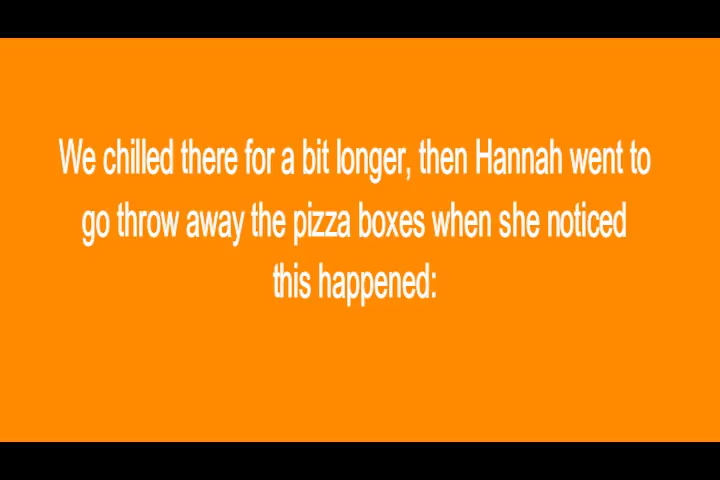 We chilled there for a bit longer, then Hannah went to
go throw away the pizza boxes when she noticed
this happened: